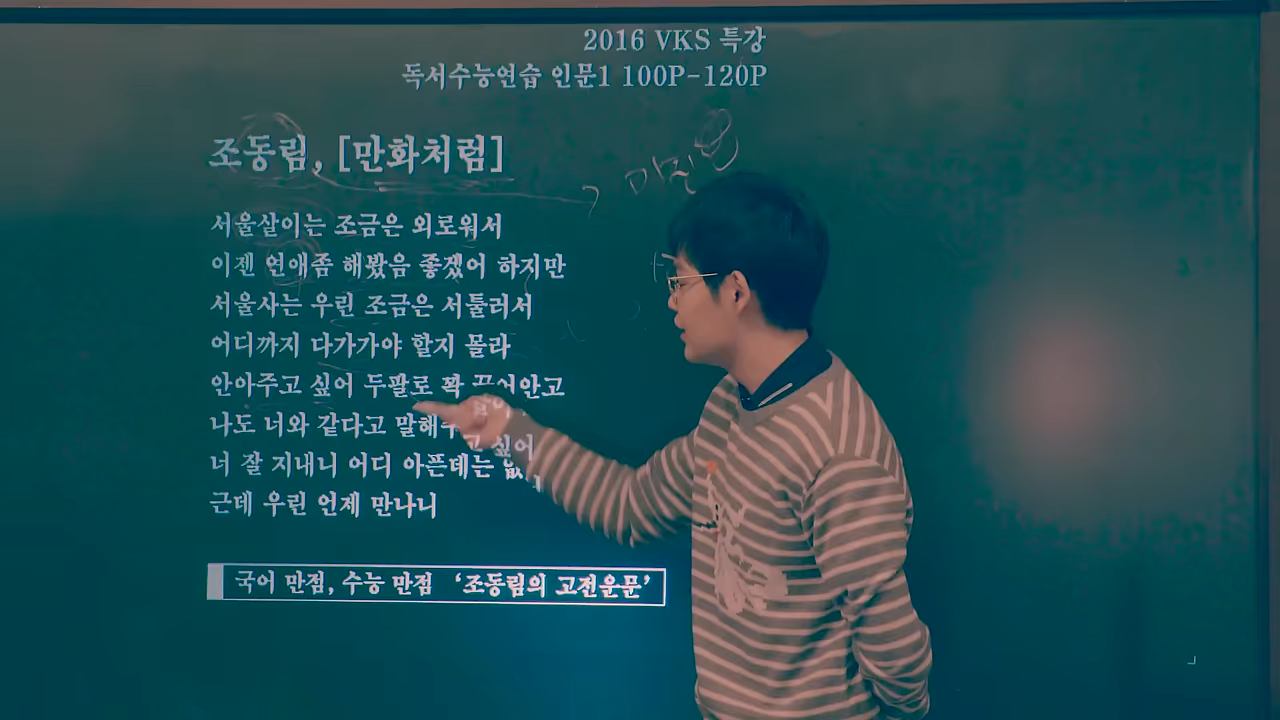 2016 VKS 특강
독서수능연습 인문1 100P-120P
조동림, [만화처럼]
서울살이는 조금은 외로워서
이젠 연애좀 해봤음 좋겠어 하지만
서울사는 우린 조금은 서툴러서
어디까지 다가가야 할지 몰라
안아주고 싶어 두팔로 꽉
나도 너와 같다고 싶어
너 잘 지내니 어디 아픈데는
근데 우린 언제 만나니
국어 만점, 수능 만점 ‘조동림의 고전운문’